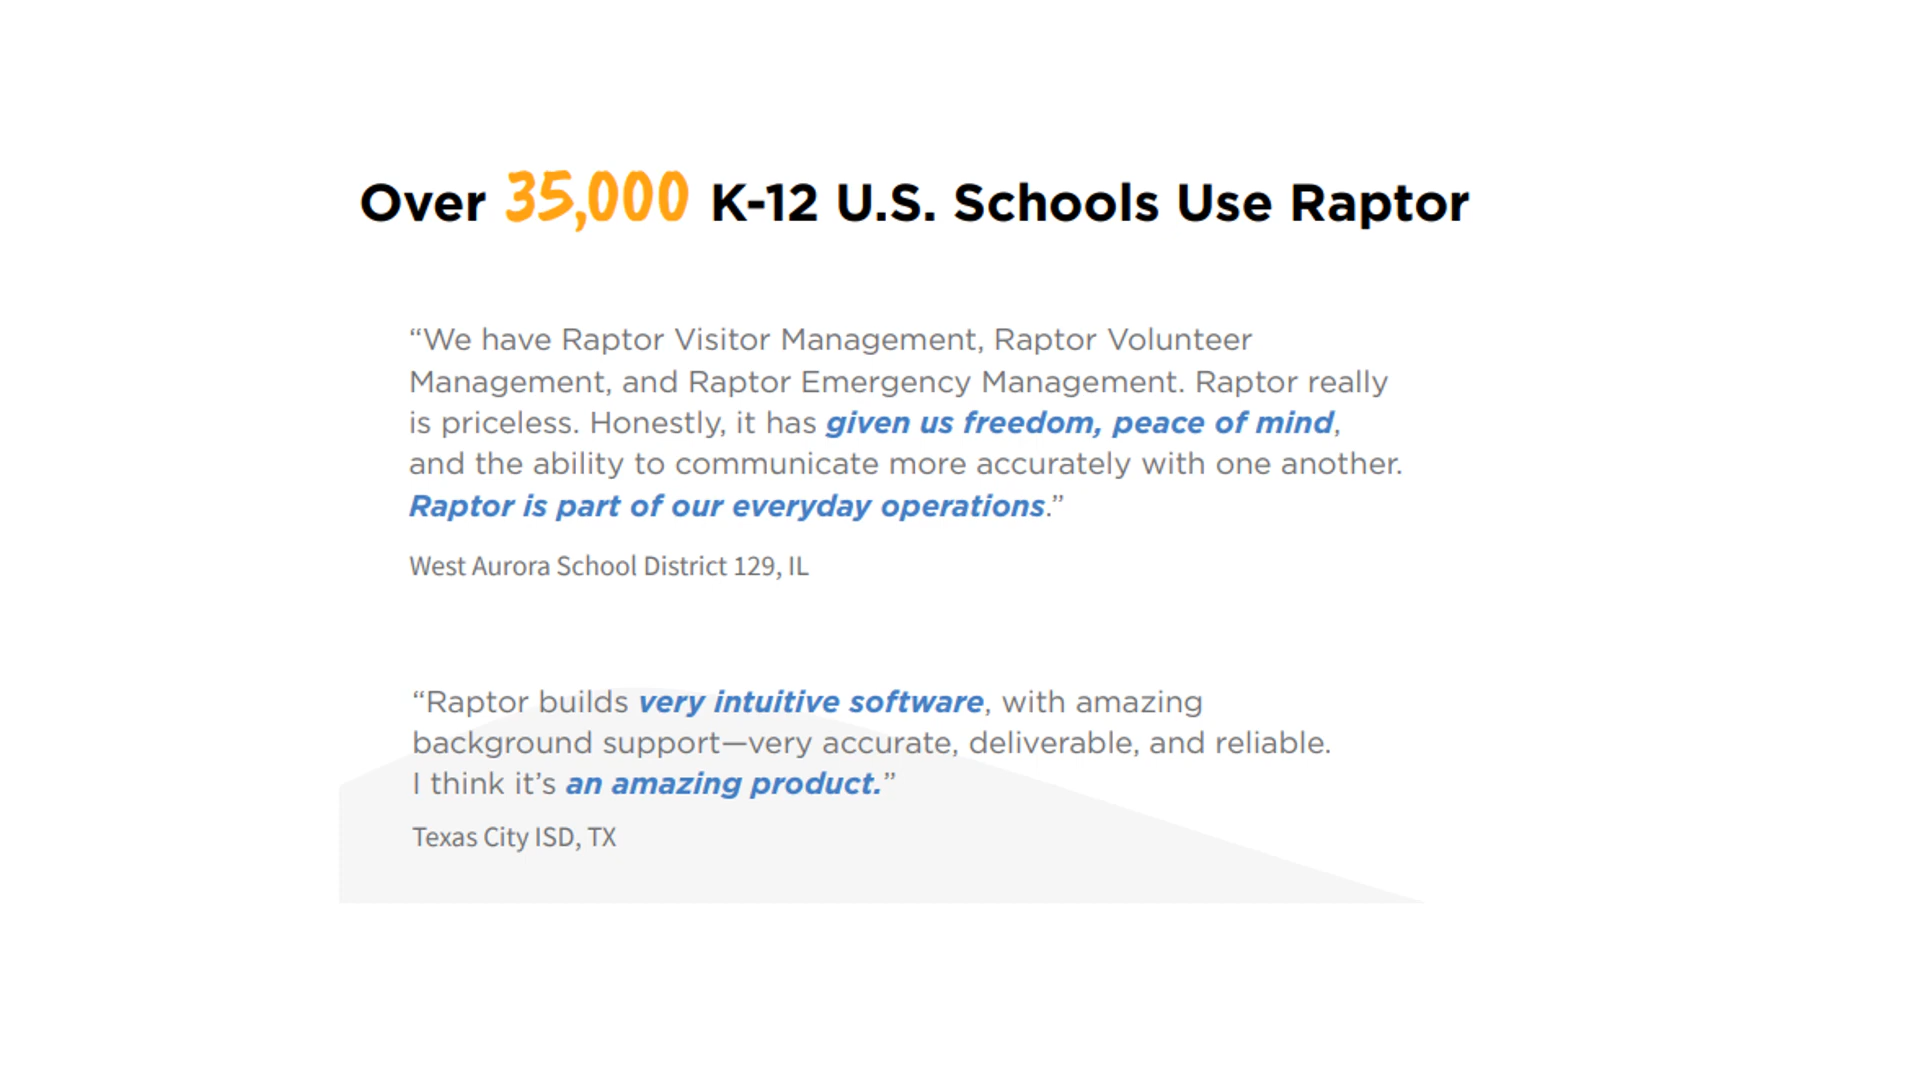 Over 35,000 K-12 U.S. Schools Use Raptor
“We have Raptor Visitor Management, Raptor Volunteer
Management, and Raptor Emergency Management. Raptor really
is priceless. Honestly, it has given us freedom, peace of mind,
and the ability to communicate more accurately with one another.
Raptor is part of our everyday operations.”
West Aurora School District 129, IL
“Raptor builds very intuitive software, with amazing
background support—very accurate, deliverable, and reliable.
I think it’s an amazing product.”
Texas City ISD, TX